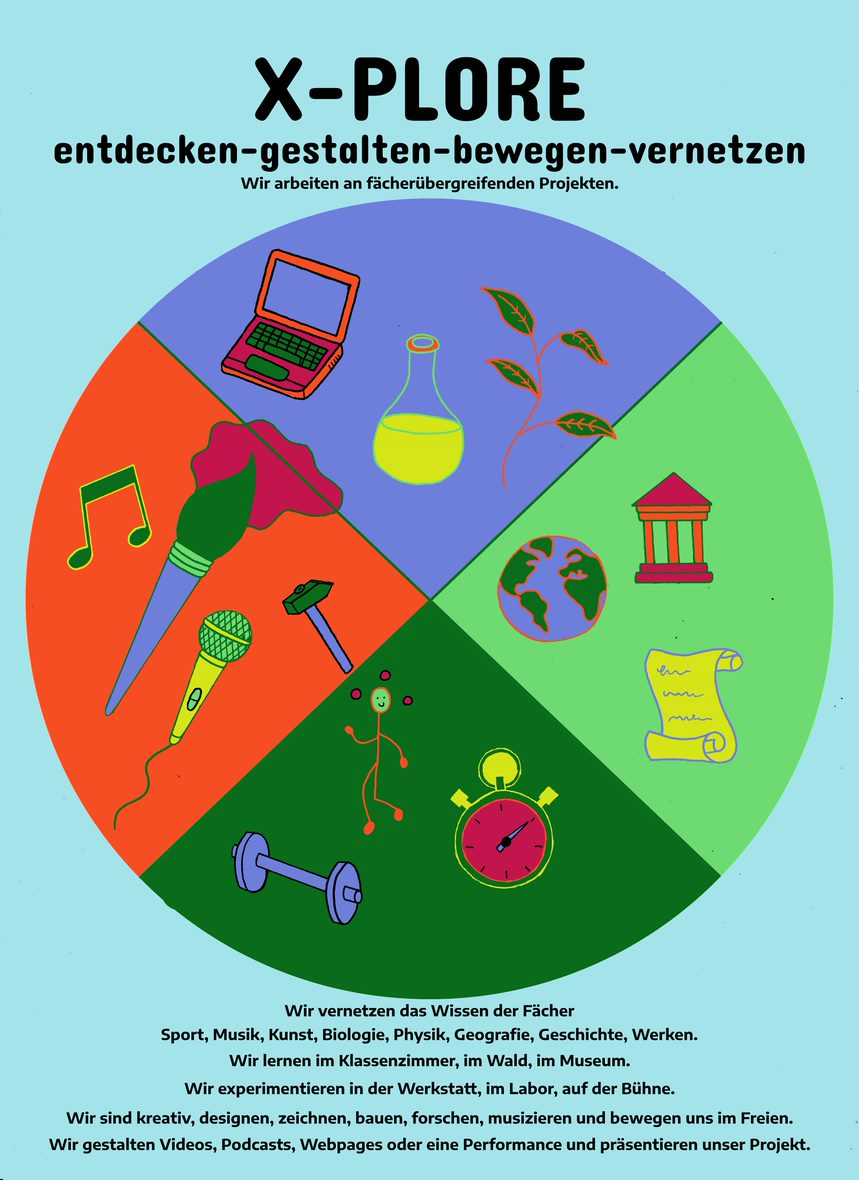 X-PLORE
entdecken-gestalten-bewegen-vernetzen
Wir arbeiten an fächerübergreifenden Projekten.
Wir vernetzen das Wissen der Fächer
Sport, Musik, Kunst, Biologie, Physik, Geografie, Geschichte, Werken.
Wir lernen im Klassenzimmer, im Wald, im Museum.
Wir experimentieren in der Werkstatt, im Labor, auf der Bühne.
Wir sind kreativ, designen, zeichnen, bauen, forschen, musizieren und bewegen uns im Freien.
Wir gestalten Videos, Podcasts, Webpages oder eine Performance und präsentieren unser Projekt.